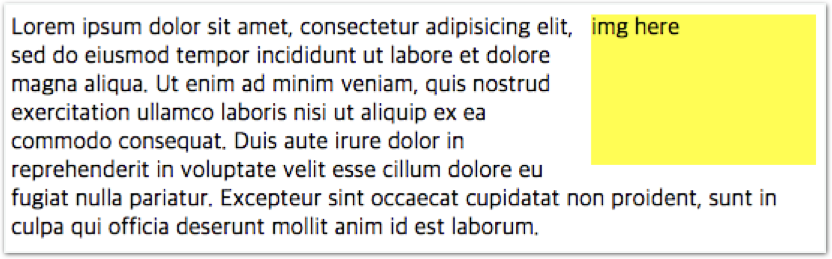 Lorem ipsum dolor sit amet, consectetur adipisicing elit,
img here
sed do eiusmod tempor incididunt ut labore et dolore
magna aliqua. Ut enim ad minim veniam, quis nostrud
exercitation ullamco laboris nisi ut aliquip ex ea
commodo consequat. Duis aute irure dolor in
reprehenderit in voluptate velit esse cillum dolore eu
fugiat nulla pariatur. Excepteur sint occaecat cupidatat non proident, sunt in
culpa qui officia deserunt mollit anim id est laborum.